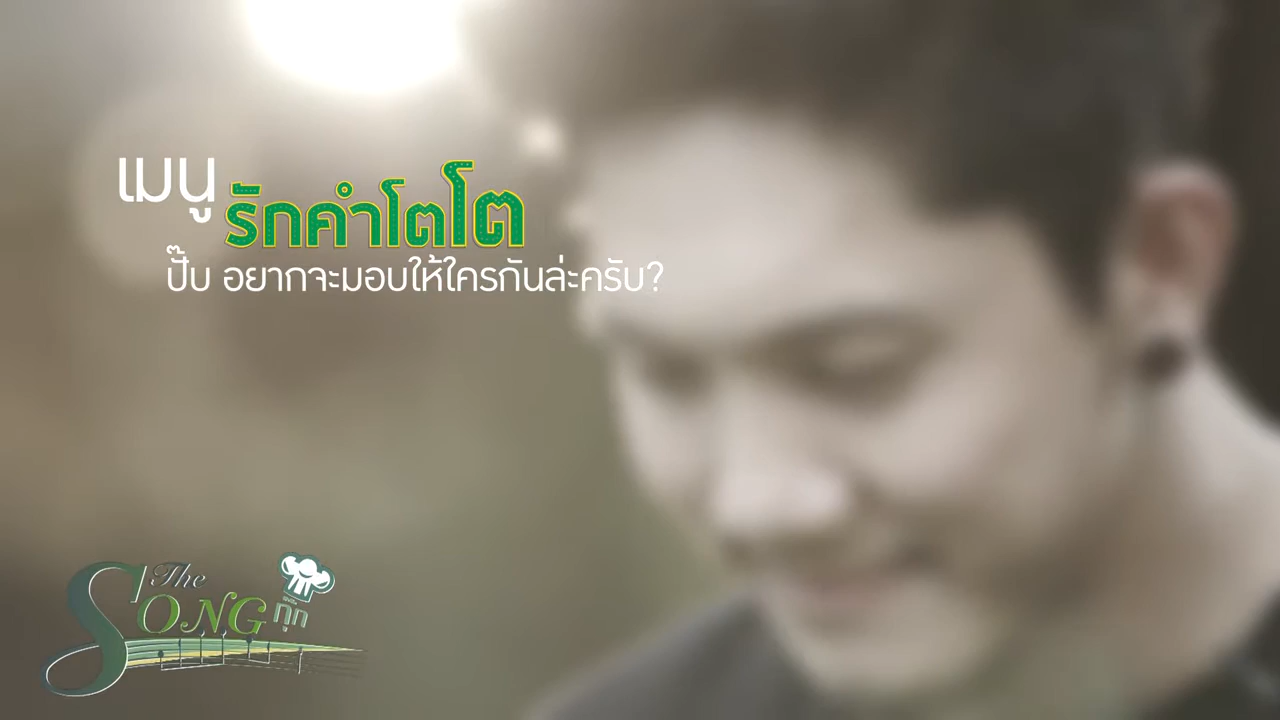 เมนู รักคำโตโต
ปั๊บ อยากจะมอบให้ใครกันล่ะครับ?
The
SONG กุ๊ก